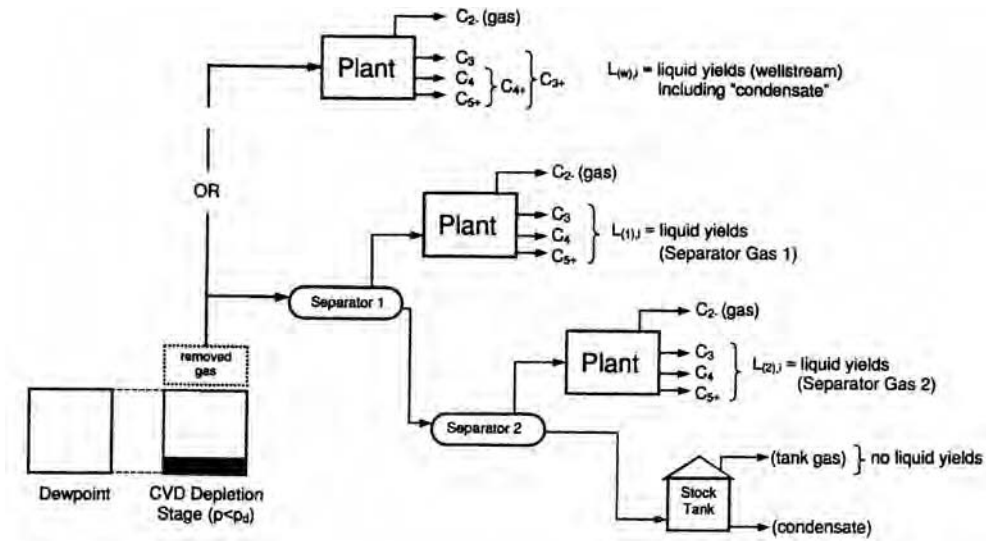 C2- (gas)
Plant
C3
C4
C5+
C4+
C3+
L(w),i = liquid yields (wellstream)
Including "condensate"
OR
C2- (gas)
Plant
C3
C4
C5+
L(1),i = liquid yields
(Separator Gas 1)
Separator 1
removed
gas
C2- (gas)
Plant
C3
C4
C5+
L(2),i = liquid yields
(Separator Gas 2)
Separator 2
(tank gas)
no liquid yields
Stock
Tank
(condensate)
Dewpoint
CVD Depletion
Stage (p<pd)